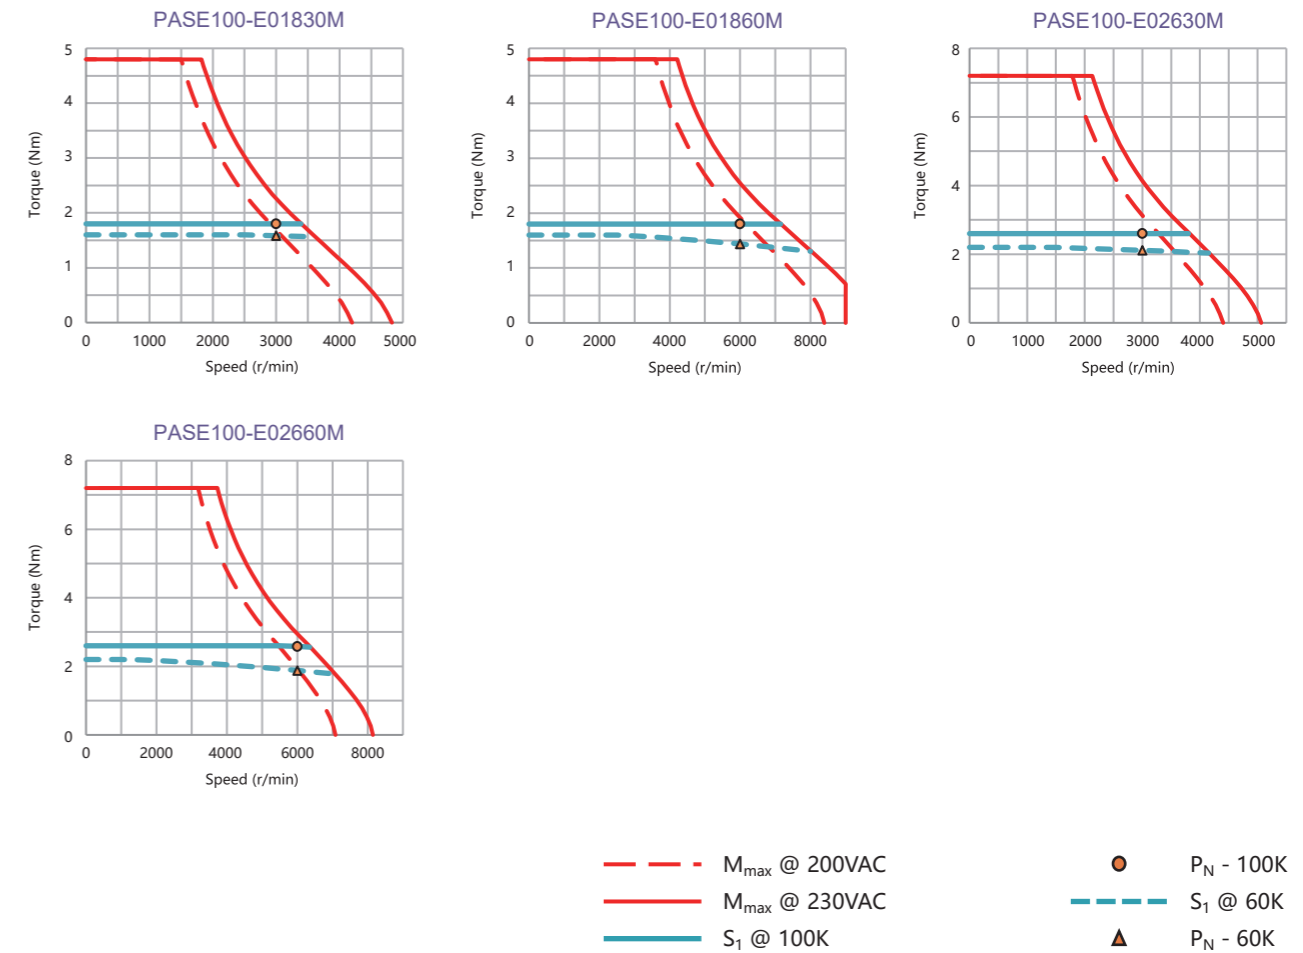 PASE100-E01830M
5
4
3
2
1
0
Torque (Nm)
0 1000 2000 3000 4000 5000
Speed (r/min)
PASE100-E01860M
5
4
3
2
1
0
Torque (Nm)
0 2000 4000 6000 8000
Speed (r/min)
PASE100-E02630M
8
6
4
2
0
Torque (Nm)
0 1000 2000 3000 4000 5000
Speed (r/min)
PASE100-E02660M
8
6
4
2
0
Torque (Nm)
0 2000 4000 6000 8000
Speed (r/min)
Mmax @ 200VAC
Mmax @ 230VAC
S1 @ 100K
PN - 100K
S1 @ 60K
PN - 60K